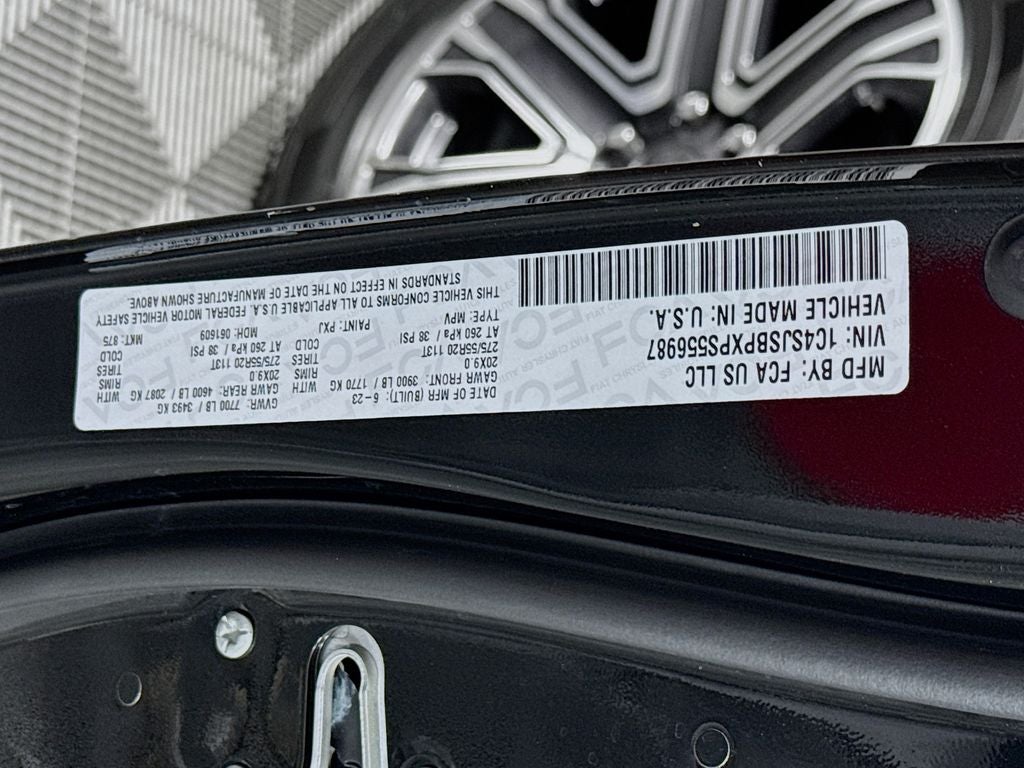 MFD BY: FCA US LLC
VIN: 1C4SJSBPXPS556987
VEHICLE MADE IN: U.S.A.
DATE OF MFR (BUILT): 6-23 GVWR: 7700 LB / 3493 KG
GAWR FRONT: 3900 LB / 1770 KG WITH GAWR REAR: 4600 LB / 2087 KG WITH
20X9.0 RIMS 20X9.0 RIMS
275/55R20 113T TIRES 275/55R20 113T TIRES
AT 260 kPa / 38 PSI COLD AT 260 kPa / 38 PSI COLD
TYPE: MPV PAINT: PXJ MDH: 061609 MKT: 875
THIS VEHICLE CONFORMS TO ALL APPLICABLE U.S.A. FEDERAL MOTOR VEHICLE SAFETY
STANDARDS IN EFFECT ON THE DATE OF MANUFACTURE SHOWN ABOVE.